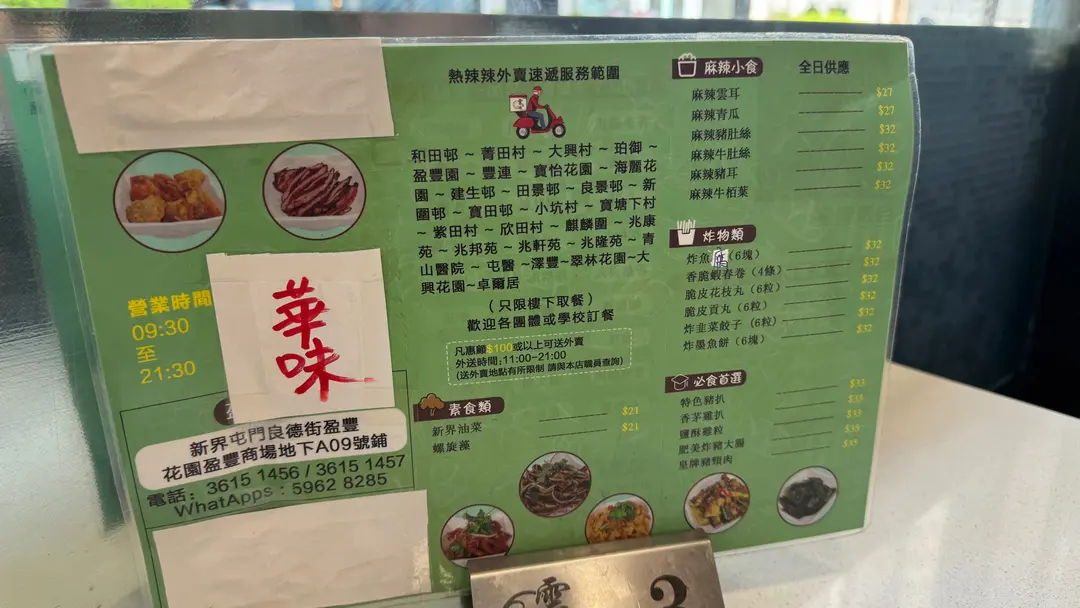 華
味
營業時間
09:30
至
21:30
新界屯門良德街盈豐
花園盈豐商場地下A09號鋪
電話：3615 1456 / 3615 1457
WhatApps：5962 8285
熱辣辣外賣速遞服務範圍
和田邨 ~ 菁田村 ~ 大興村 ~ 珀御 ~
盈豐園 ~ 豐連 ~ 寶怡花園 ~ 海麗花
園 ~ 建生邨 ~ 田景邨 ~ 良景邨 ~ 新
圍邨 ~ 寶田邨 ~ 小坑村 ~ 寶塘下村
~ 紫田村 ~ 欣田村 ~ 麒麟圍 ~ 兆康
苑 ~ 兆邦苑 ~ 兆軒苑 ~ 兆隆苑 ~ 青
山醫院 ~ 屯醫 ~澤豐~翠林花園~大
興花園~卓爾居
（只限樓下取餐）
歡迎各團體或學校訂餐
凡惠顧$100或以上可送外賣
外送時間：11:00-21:00
(送外賣地點有所限制 請與本店職員查詢)
素食類
新界油菜 $21
螺旋藻 $21
麻辣小食 全日供應
麻辣雲耳 $27
麻辣青瓜 $27
麻辣豬肚絲 $32
麻辣牛肚絲 $32
麻辣豬耳 $32
麻辣牛栢葉 $32
炸物類
炸魚（6塊） $32
香脆蝦春卷（4條） $32
脆皮花枝丸（6粒） $32
脆皮貢丸（6粒） $32
炸韭菜餃子（6粒） $32
炸墨魚餅（6塊） $32
必食首選
特色豬扒 $33
香茅雞扒 $33
鹽酥雞粒 $33
肥美炸豬大腸 $35
皇牌豬頸肉 $35
雲
3